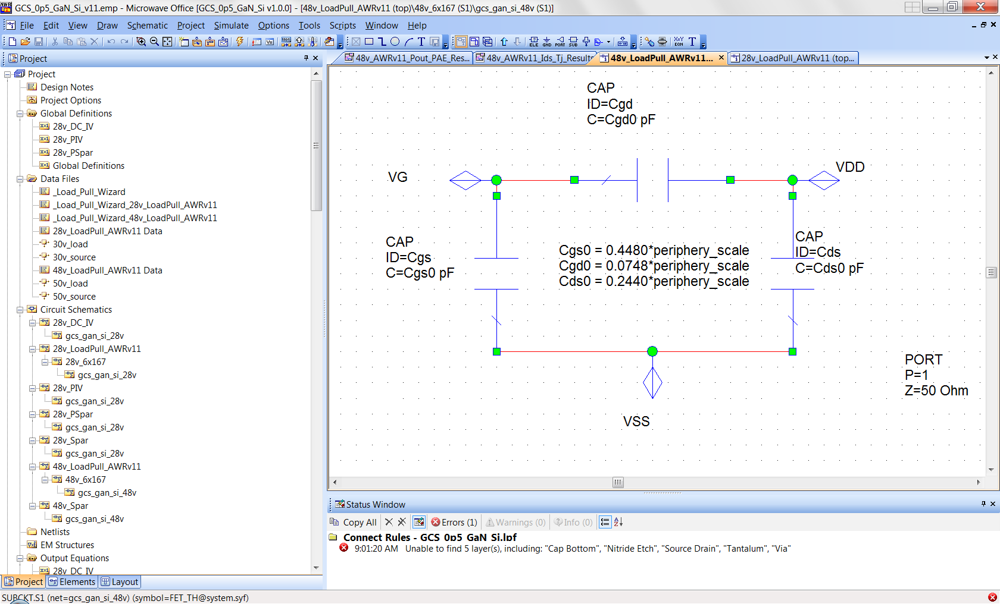 GCS_0p5_GaN_Si_v11.emp - Microwave Office [GCS_0p5_GaN_Si v1.0.0] - [48v_LoadPull_AWRv11 (top)\48v_6x167 (S1)\gcs_gan_si_48v (S1)]
File Edit View Draw Schematic Project Simulate Options Tools Scripts Window Help
Project
48v_AWRv11_Pout_PAE_Res... 48v_AWRv11_Ids_Tj_Results 48v_LoadPull_AWRv11... 28v_LoadPull_AWRv11 (top...
Project
Design Notes
Project Options
Global Definitions
28v_DC_IV
28v_PIV
28v_PSpar
Global Definitions
Data Files
_Load_Pull_Wizard
_Load_Pull_Wizard_28v_LoadPull_AWRv11
_Load_Pull_Wizard_48v_LoadPull_AWRv11
28v_LoadPull_AWRv11 Data
30v_load
30v_source
48v_LoadPull_AWRv11 Data
50v_load
50v_source
Circuit Schematics
28v_DC_IV
gcs_gan_si_28v
28v_LoadPull_AWRv11
28v_6x167
gcs_gan_si_28v
28v_PIV
gcs_gan_si_28v
28v_PSpar
gcs_gan_si_28v
28v_Spar
gcs_gan_si_28v
48v_LoadPull_AWRv11
48v_6x167
gcs_gan_si_48v
48v_Spar
gcs_gan_si_48v
Netlists
EM Structures
Output Equations
28v_DC_IV
Project Elements Layout
CAP
ID=Cgd
C=Cgd0 pF
VG
VDD
CAP
ID=Cgs
C=Cgs0 pF
Cgs0 = 0.4480*periphery_scale
Cgd0 = 0.0748*periphery_scale
Cds0 = 0.2440*periphery_scale
CAP
ID=Cds
C=Cds0 pF
PORT
P=1
Z=50 Ohm
VSS
Status Window
Copy All Errors (1) Warnings (0) Info (0)
Connect Rules - GCS_0p5_GaN_Si.lpf
9:01:20 AM Unable to find 5 layer(s), including: "Cap Bottom", "Nitride Etch", "Source Drain", "Tantalum", "Via"
SUBCKT.S1 (net=gcs_gan_si_48v) (symbol=FET_TH@system.syf)